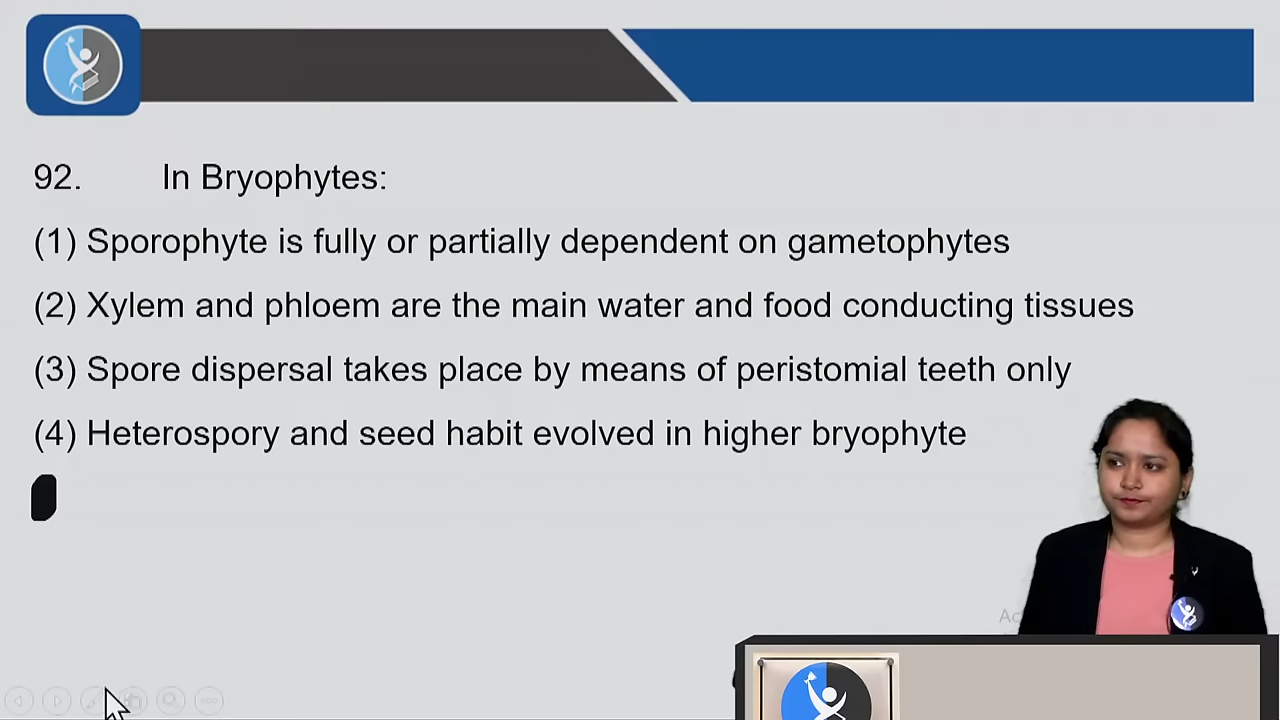 92. In Bryophytes:
(1) Sporophyte is fully or partially dependent on gametophytes
(2) Xylem and phloem are the main water and food conducting tissues
(3) Spore dispersal takes place by means of peristomial teeth only
(4) Heterospory and seed habit evolved in higher bryophyte